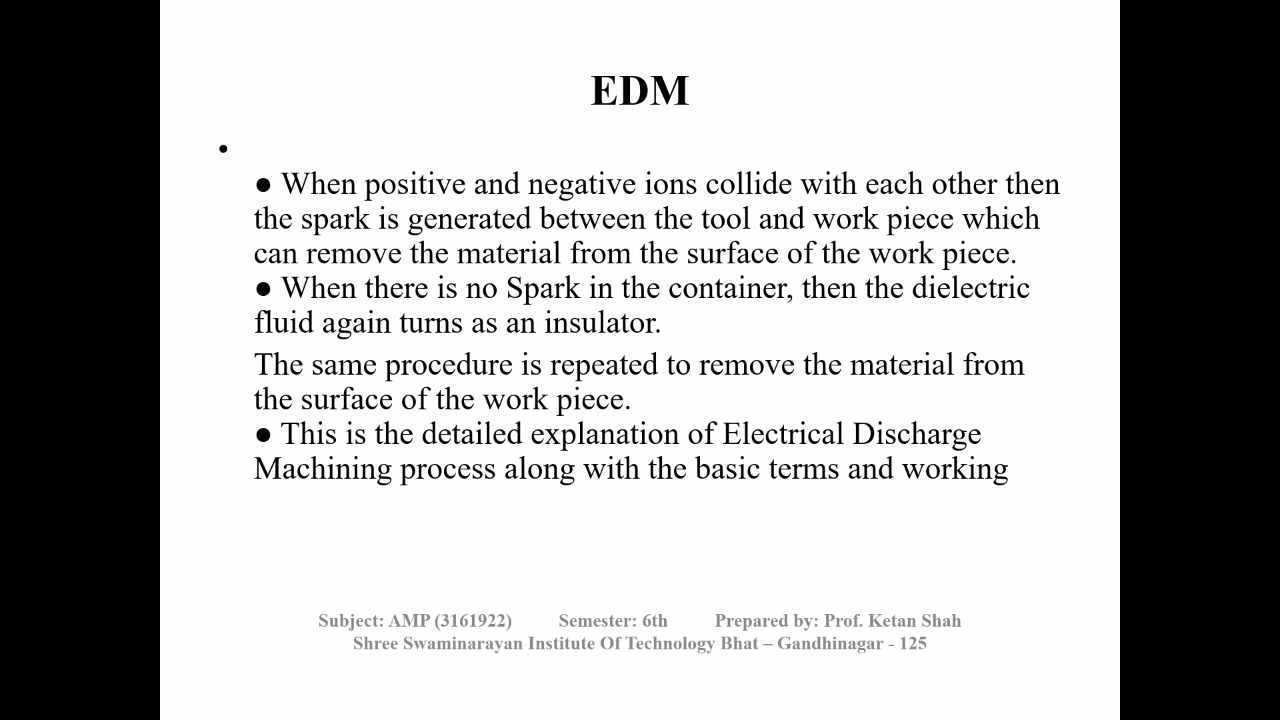 EDM
•
● When positive and negative ions collide with each other then
the spark is generated between the tool and work piece which
can remove the material from the surface of the work piece.
● When there is no Spark in the container, then the dielectric
fluid again turns as an insulator.
The same procedure is repeated to remove the material from
the surface of the work piece.
● This is the detailed explanation of Electrical Discharge
Machining process along with the basic terms and working
Subject: AMP (3161922) Semester: 6th Prepared by: Prof. Ketan Shah
Shree Swaminarayan Institute Of Technology Bhat – Gandhinagar - 125